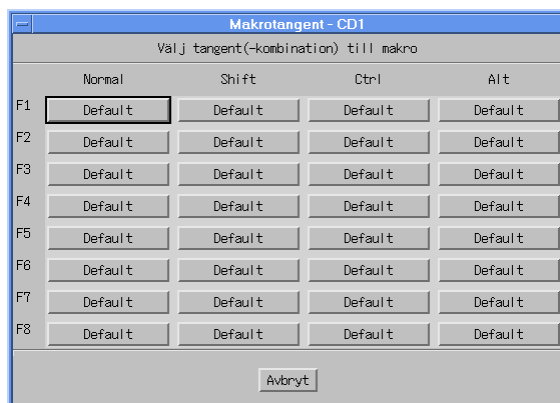 Makrotangent - CD1
Välj tangent(-kombination) till makro
Normal Shift Ctrl Alt
F1 Default Default Default Default
F2 Default Default Default Default
F3 Default Default Default Default
F4 Default Default Default Default
F5 Default Default Default Default
F6 Default Default Default Default
F7 Default Default Default Default
F8 Default Default Default Default
Avbryt